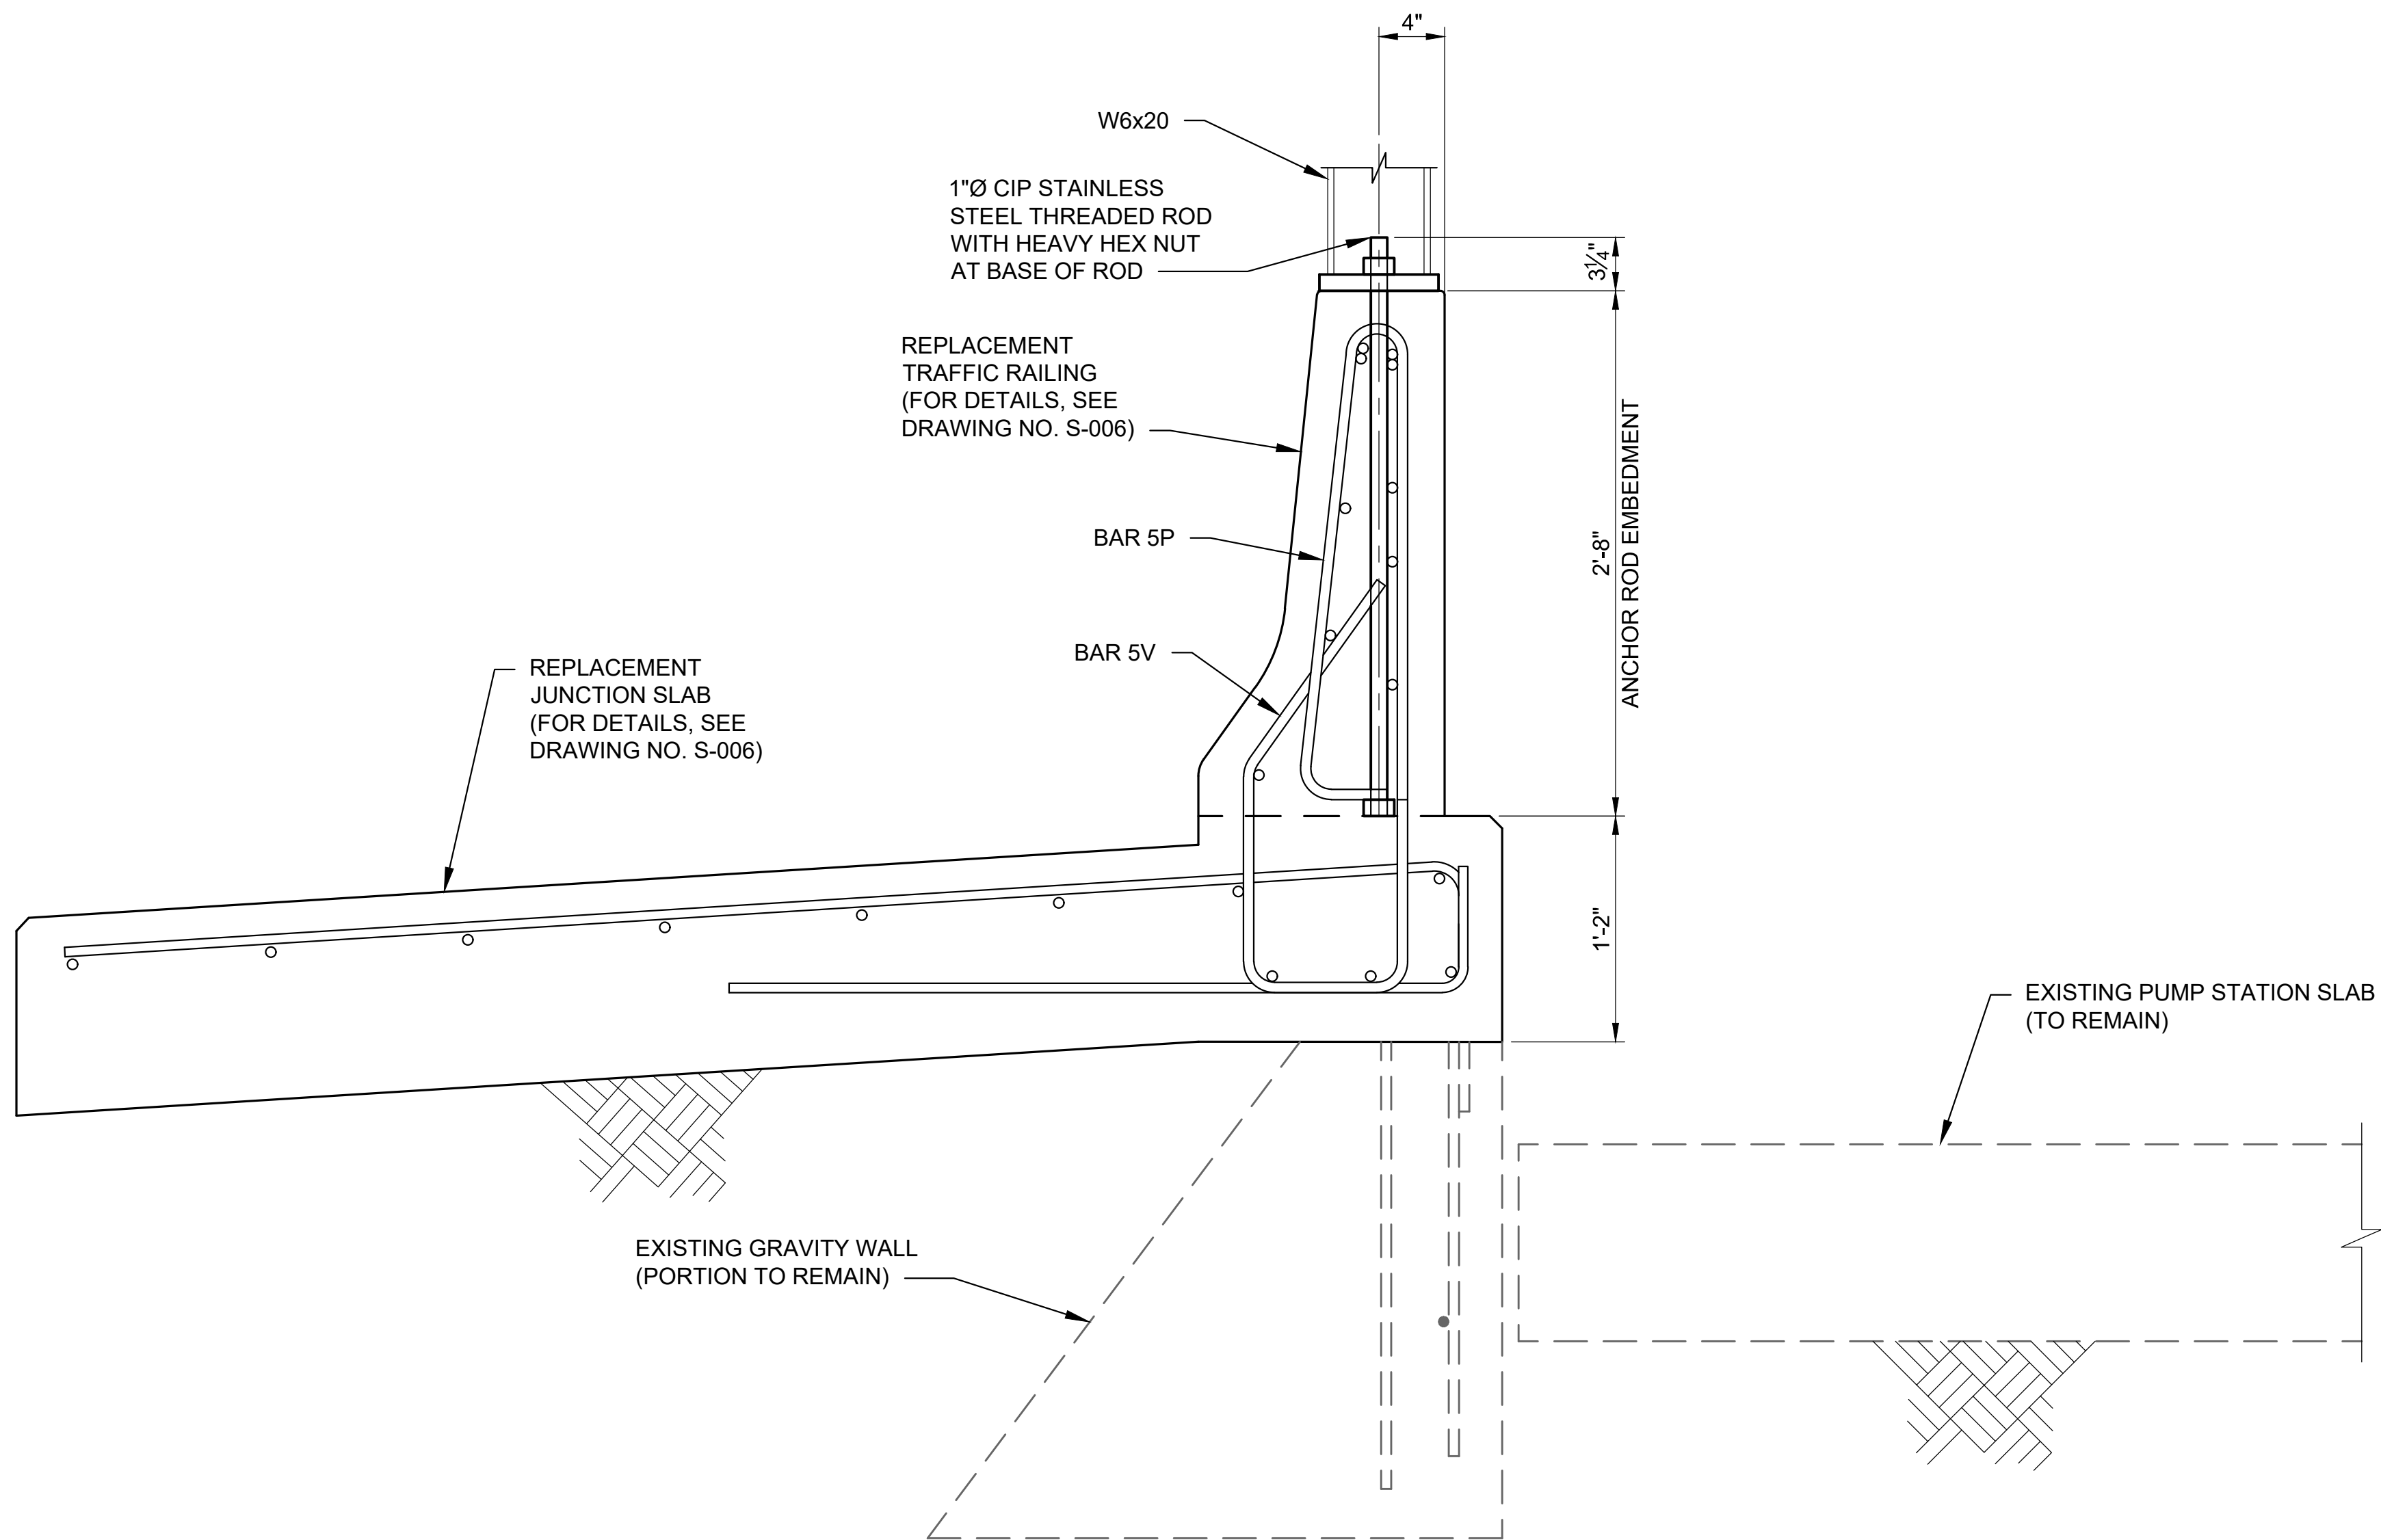 4"
W6x20
1"Ø CIP STAINLESS
STEEL THREADED ROD
WITH HEAVY HEX NUT
AT BASE OF ROD
3¼"
REPLACEMENT
TRAFFIC RAILING
(FOR DETAILS, SEE
DRAWING NO. S-006)
2'-8"
ANCHOR ROD EMBEDMENT
BAR 5P
BAR 5V
REPLACEMENT
JUNCTION SLAB
(FOR DETAILS, SEE
DRAWING NO. S-006)
1'-2"
EXISTING PUMP STATION SLAB
(TO REMAIN)
EXISTING GRAVITY WALL
(PORTION TO REMAIN)